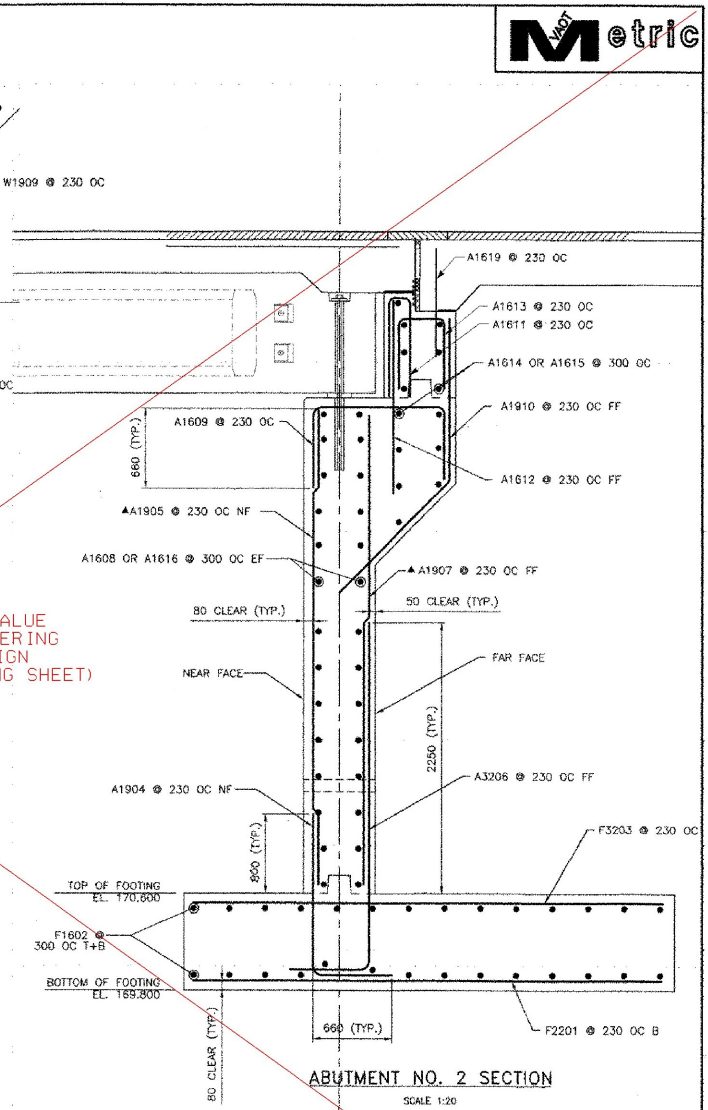 VAOT
Metric
W1909 @ 230 OC
A1619 @ 230 OC
A1613 @ 230 OC
A1611 @ 230 OC
A1614 OR A1615 @ 300 OC
OC
A1609 @ 230 OC
A1910 @ 230 OC FF
660 (TYP.)
A1612 @ 230 OC FF
▲A1905 @ 230 OC NF
A1608 OR A1616 @ 300 OC EF
▲A1907 @ 230 OC FF
80 CLEAR (TYP.)
50 CLEAR (TYP.)
ALUE
ERING
IGN
NG SHEET)
NEAR FACE
FAR FACE
2250 (TYP.)
A1904 @ 230 OC NF
A3206 @ 230 OC FF
800 (TYP.)
F3203 @ 230 OC
TOP OF FOOTING
EL. 170.600
F1602 @
300 OC T+B
BOTTOM OF FOOTING
EL. 169.800
80 CLEAR (TYP.)
660 (TYP.)
F2201 @ 230 OC B
ABUTMENT NO. 2 SECTION
SCALE 1:20